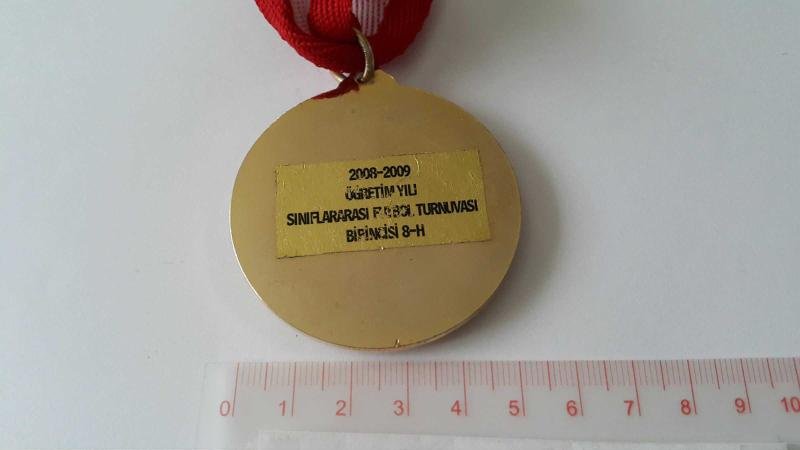 2008-2009
ÖĞRETİM YILI
SINIFLARARASI FUTBOL TURNUVASI
BİRİNCİSİ 8-H
0 1 2 3 4 5 6 7 8 9 10